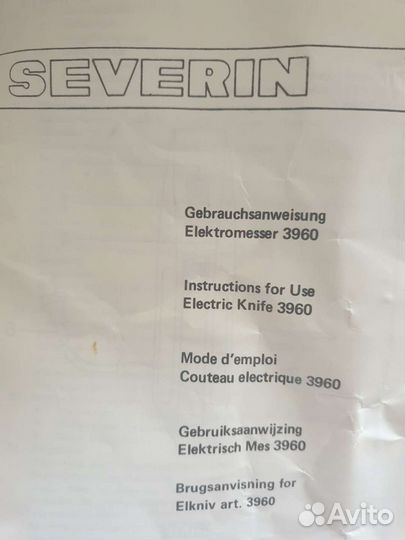 SEVERIN
Gebrauchsanweisung
Elektromesser 3960
Instructions for Use
Electric Knife 3960
Mode d'emploi
Couteau electrique 3960
Gebruiksaanwijzing
Elektrisch Mes 3960
Brugsanvisning for
Elkniv art. 3960
Avito